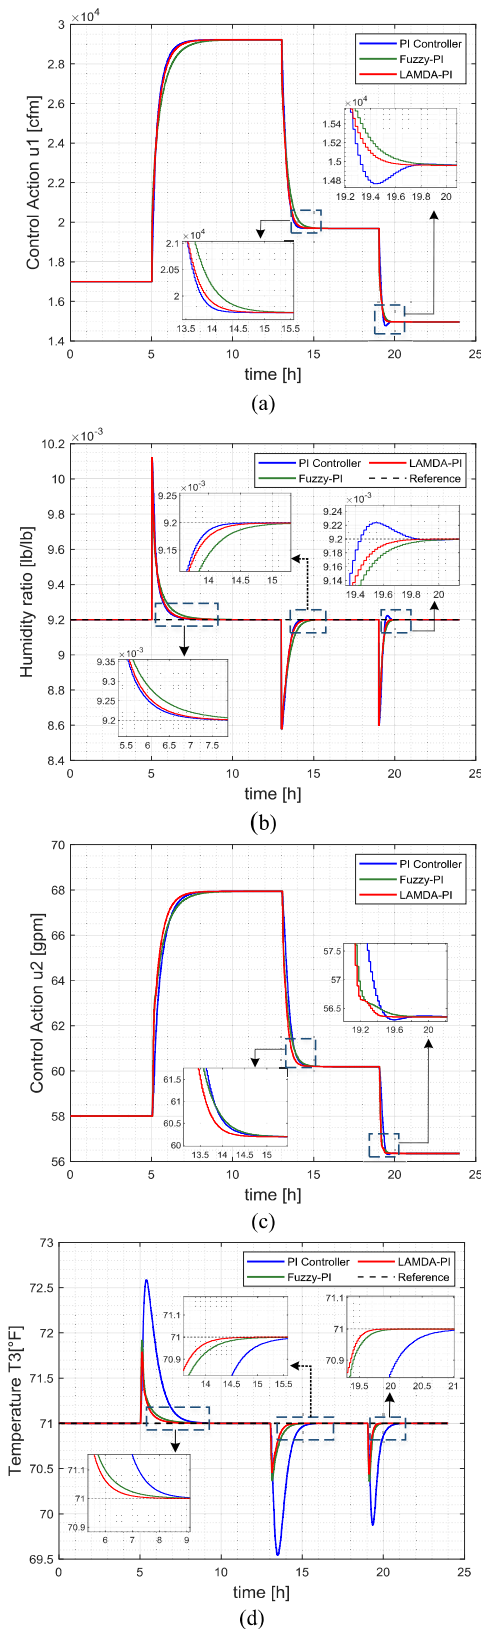 ×10⁴
3
2.8
2.6
2.4
2.2
2
1.8
1.6
1.4
Control Action u1 [cfm]
PI Controller
Fuzzy-PI
LAMDA-PI
×10⁴
1.5
1.5
1.48
19.2 19.4 19.6 19.8 20
×10⁴
2.1
2.05
2
13.5 14 14.5 15 15.5
0 5 10 15 20 25
time [h]
(a)
×10⁻³
10.2
10
9.8
9.6
9.4
9.2
9
8.8
8.6
8.4
Humidity ratio [lb/lb]
PI Controller LAMDA-PI
Fuzzy-PI Reference
×10⁻³
9.25
9.2
9.15
14 14.5 15
×10⁻³
9.24
9.22
9.2
9.18
9.16
9.14
19.4 19.6 19.8 20
×10⁻³
9.35
9.3
9.25
9.2
5.5 6 6.5 7 7.5
0 5 10 15 20 25
time [h]
(b)
70
68
66
64
62
60
58
56
Control Action u2 [gpm]
PI Controller
Fuzzy-PI
LAMDA-PI
57.5
57
56.5
19.2 19.6 20
61.5
61
60.5
60
13.5 14 14.5 15
0 5 10 15 20 25
time [h]
(c)
73
72.5
72
71.5
71
70.5
70
69.5
Temperature T3[°F]
PI Controller LAMDA-PI
Fuzzy-PI Reference
71.1
71
70.9
14 14.5 15 15.5
71.1
71
70.9
19.5 20 20.5 21
71.1
71
70.9
6 7 8 9
0 5 10 15 20 25
time [h]
(d)